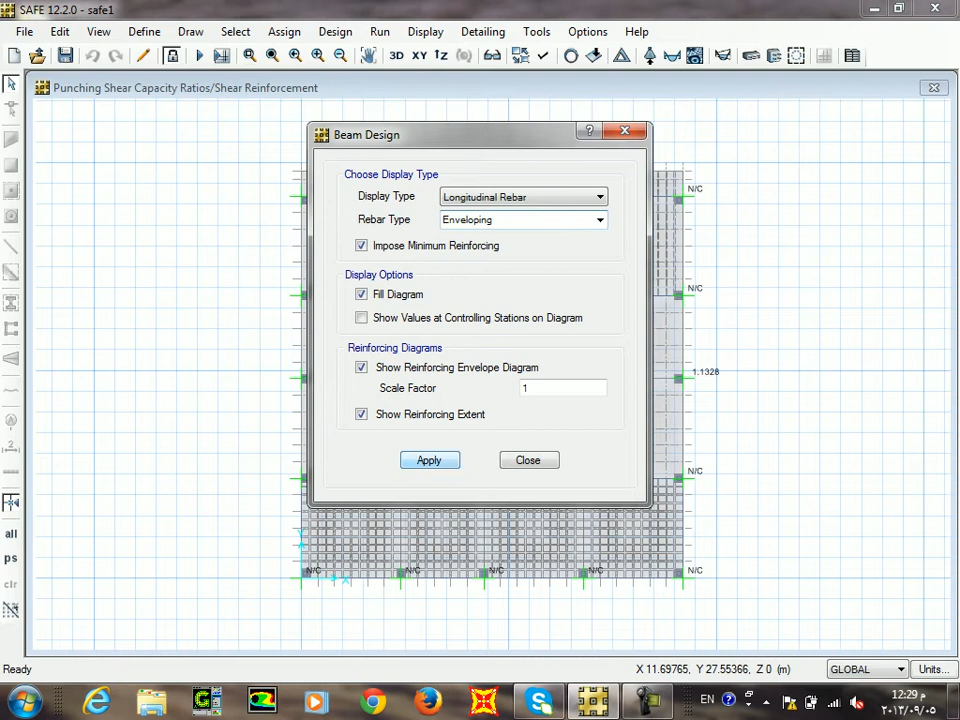 SAFE 12.2.0 - safe1
File Edit View Define Draw Select Assign Design Run Display Detailing Tools Options Help
3D XY
Punching Shear Capacity Ratios/Shear Reinforcement
Beam Design
Choose Display Type
Display Type Longitudinal Rebar
Rebar Type Enveloping
Impose Minimum Reinforcing
Display Options
Fill Diagram
Show Values at Controlling Stations on Diagram
Reinforcing Diagrams
Show Reinforcing Envelope Diagram
Scale Factor 1
Show Reinforcing Extent
Apply Close
N/C
N/C
1.1328
N/C
N/C N/C N/C N/C N/C
Y
X
all
ps
clr
Ready X 11.69765, Y 27.55366, Z 0 (m) GLOBAL Units...
EN
12:29 م
٢٠١٣/٠٩/٠٥